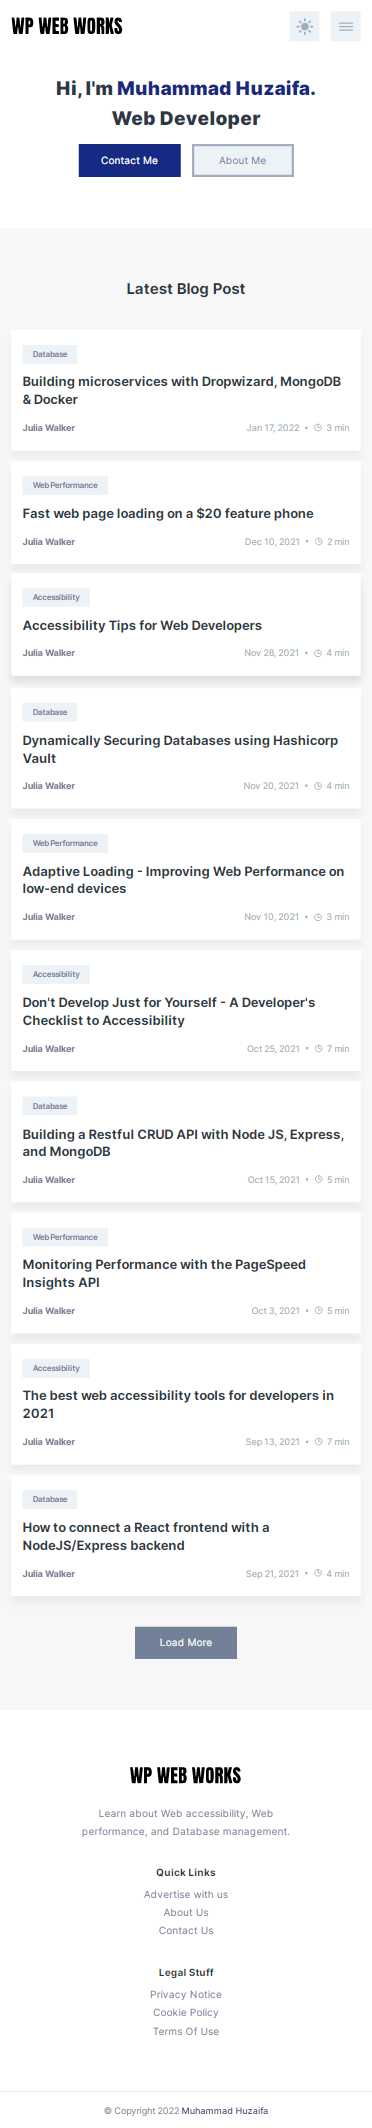 WP WEB WORKS
Hi, I'm Muhammad Huzaifa.
Web Developer
Contact Me
About Me
Latest Blog Post
Database
Building microservices with Dropwizard, MongoDB
& Docker
Julia Walker
Jan 17, 2022 • 3 min
Web Performance
Fast web page loading on a $20 feature phone
Julia Walker
Dec 10, 2021 • 2 min
Accessibility
Accessibility Tips for Web Developers
Julia Walker
Nov 28, 2021 • 4 min
Database
Dynamically Securing Databases using Hashicorp
Vault
Julia Walker
Nov 20, 2021 • 4 min
Web Performance
Adaptive Loading - Improving Web Performance on
low-end devices
Julia Walker
Nov 10, 2021 • 3 min
Accessibility
Don't Develop Just for Yourself - A Developer's
Checklist to Accessibility
Julia Walker
Oct 25, 2021 • 7 min
Database
Building a Restful CRUD API with Node JS, Express,
and MongoDB
Julia Walker
Oct 15, 2021 • 5 min
Web Performance
Monitoring Performance with the PageSpeed
Insights API
Julia Walker
Oct 3, 2021 • 5 min
Accessibility
The best web accessibility tools for developers in
2021
Julia Walker
Sep 13, 2021 • 7 min
Database
How to connect a React frontend with a
NodeJS/Express backend
Julia Walker
Sep 21, 2021 • 4 min
Load More
WP WEB WORKS
Learn about Web accessibility, Web
performance, and Database management.
Quick Links
Advertise with us
About Us
Contact Us
Legal Stuff
Privacy Notice
Cookie Policy
Terms Of Use
© Copyright 2022 Muhammad Huzaifa